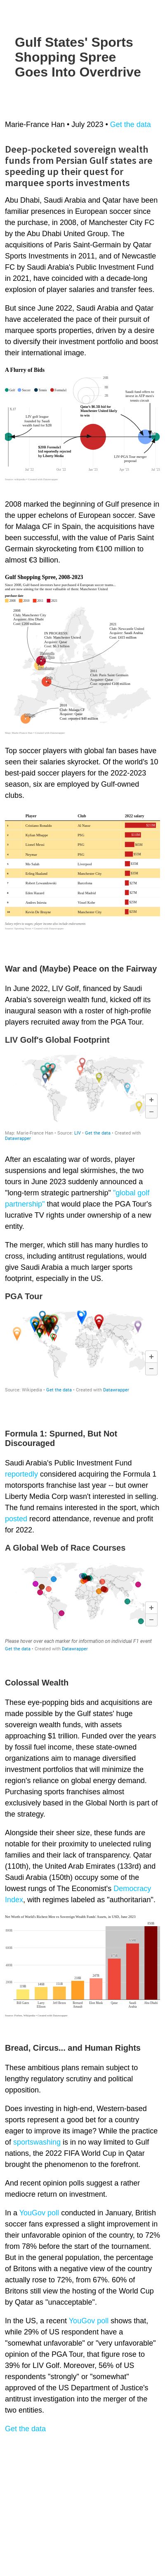 Gulf States' Sports
Shopping Spree
Goes Into Overdrive
Marie-France Han • July 2023 • Get the data
Deep-pocketed sovereign wealth
funds from Persian Gulf states are
speeding up their quest for
marquee sports investments
Abu Dhabi, Saudi Arabia and Qatar have been
familiar players in European soccer since
the purchase, in 2008, of Manchester City FC
by the Abu Dhabi United Group. The
acquisitions of Paris Saint-Germain by Qatar
Sports Investments in 2011, and of Newcastle
FC by Saudi Arabia's Public Investment Fund
in 2021, have coincided with a decade-long
explosion of player salaries and transfer fees.
But since June 2022, Saudi Arabia and Qatar
have accelerated the pace of their pursuit of
marquee sports properties, driven by a desire
to diversify their investment portfolio and boost
their international image.
A Flurry of Bids
2008 marked the beginning of Gulf presence in
the upper echelons of European soccer. Save
for Malaga CF in Spain, the acquisitions have
been successful, with the value of Paris Saint
Germain skyrocketing from €100 million to
almost €3 billion.
Gulf Shopping Spree, 2008-2023
Since 2008, Gulf-based investors have purchased 4 European soccer teams...
and are now aiming for the most valuable of them: Manchester United
Top soccer players with global fan bases have
seen their salaries skyrocket. Of the world's 10
best-paid soccer players for the 2022-2023
season, six are employed by Gulf-owned
clubs.
Player Club 2022 salary
Cristiano Ronaldo Al-Nassr
Kylian Mbappe PSG
Lionel Messi PSG
Neymar PSG
Mo Salah Liverpool
Erling Haaland Manchester City
Robert Lewandowski Barcelona
Eden Hazard Real Madrid
Andres Iniesta Vissel Kobe
Kevin De Bruyne Manchester City
War and (Maybe) Peace on the Fairway
In June 2022, LIV Golf, financed by Saudi
Arabia's sovereign wealth fund, kicked off its
inaugural season with a roster of high-profile
players enticed away from the PGA Tour.
LIV Golf's Global Footprint
Map: Marie-France Han • Source: LIV • Get the data • Created with
Datawrapper
After an escalating war of words, player
suspensions and legal skirmishes, the two
tours in June 2023 suddenly announced a
"long-term strategic partnership" "global golf
partnership" that would place the PGA Tour's
lucrative TV rights under ownership of a new
entity.
The merger, which still has many hurdles to
cross, including antitrust regulations, would
give Saudi Arabia a much larger sports
footprint, especially in the US.
PGA Tour
Source: Wikipedia • Get the data • Created with Datawrapper
Formula 1: Spurned, But Not
Discouraged
Saudi Arabia's Public Investment Fund
reportedly considered acquiring the Formula 1
motorsports franchise last year -- but owner
Liberty Media Corp wasn't interested in selling.
The fund remains interested in the sport, which
posted record attendance, revenue and profit
for 2022.
A Global Web of Race Courses
Please hover over each marker for information on individual F1 event
Get the data • Created with Datawrapper
Colossal Wealth
These eye-popping bids and acquisitions are
made possible by the Gulf states' huge
sovereign wealth funds, with assets
approaching $1 trillion. Funded over the years
by fossil fuel income, these state-owned
organizations aim to manage diversified
investment portfolios that will minimize the
region's reliance on global energy demand.
Purchasing sports franchises almost
exclusively based in the Global North is part of
the strategy.
Alongside their sheer size, these funds are
notable for their proximity to unelected ruling
families and their lack of transparency. Qatar
(110th), the United Arab Emirates (133rd) and
Saudi Arabia (150th) occupy some of the
lowest rungs of The Economist's Democracy
Index, with regimes labeled as "authoritarian".
Bread, Circus... and Human Rights
These ambitious plans remain subject to
lengthy regulatory scrutiny and political
opposition.
Does investing in high-end, Western-based
sports represent a good bet for a country
eager to improve its image? While the practice
of sportswashing is in no way limited to Gulf
nations, the 2022 FIFA World Cup in Qatar
brought the phenomenon to the forefront.
And recent opinion polls suggest a rather
mediocre return on investment.
In a YouGov poll conducted in January, British
soccer fans expressed a slight improvement in
their unfavorable opinion of the country, to 72%
from 78% before the start of the tournament.
But in the general population, the percentage
of Britons with a negative view of the country
actually rose to 72%, from 67%. 60% of
Britons still view the hosting of the World Cup
by Qatar as "unacceptable".
In the US, a recent YouGov poll shows that,
while 29% of US respondents have a
"somewhat unfavorable" or "very unfavorable"
opinion of the PGA Tour, that figure rose to
39% for LIV Golf. Moreover, 56% of US
respondents "strongly" or "somewhat"
approved of the US Department of Justice's
antitrust investigation into the merger of the
two entities.
Get the data